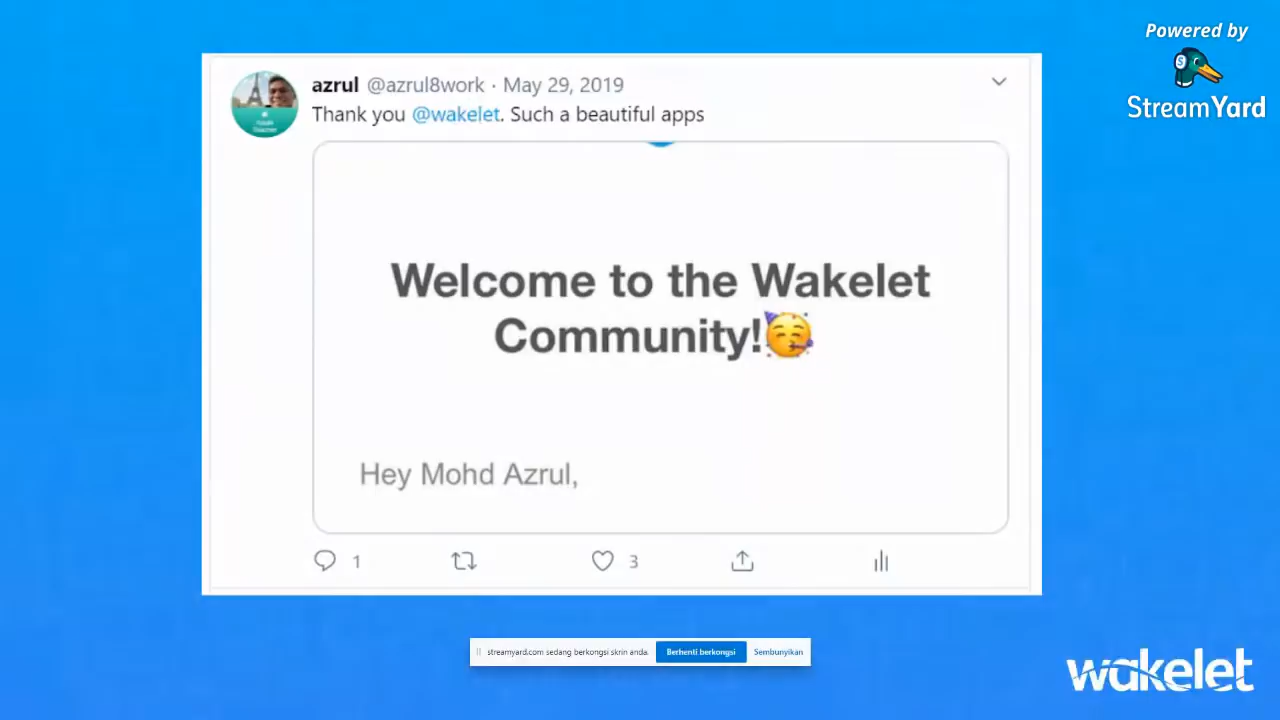 Powered by
StreamYard
azrul @azrul8work · May 29, 2019
Thank you @wakelet. Such a beautiful apps
Welcome to the Wakelet
Community!🥳
Hey Mohd Azrul,
1
3
streamyard.com sedang berkongsi skrin anda.
Berhenti berkongsi
Sembunyikan
wakelet